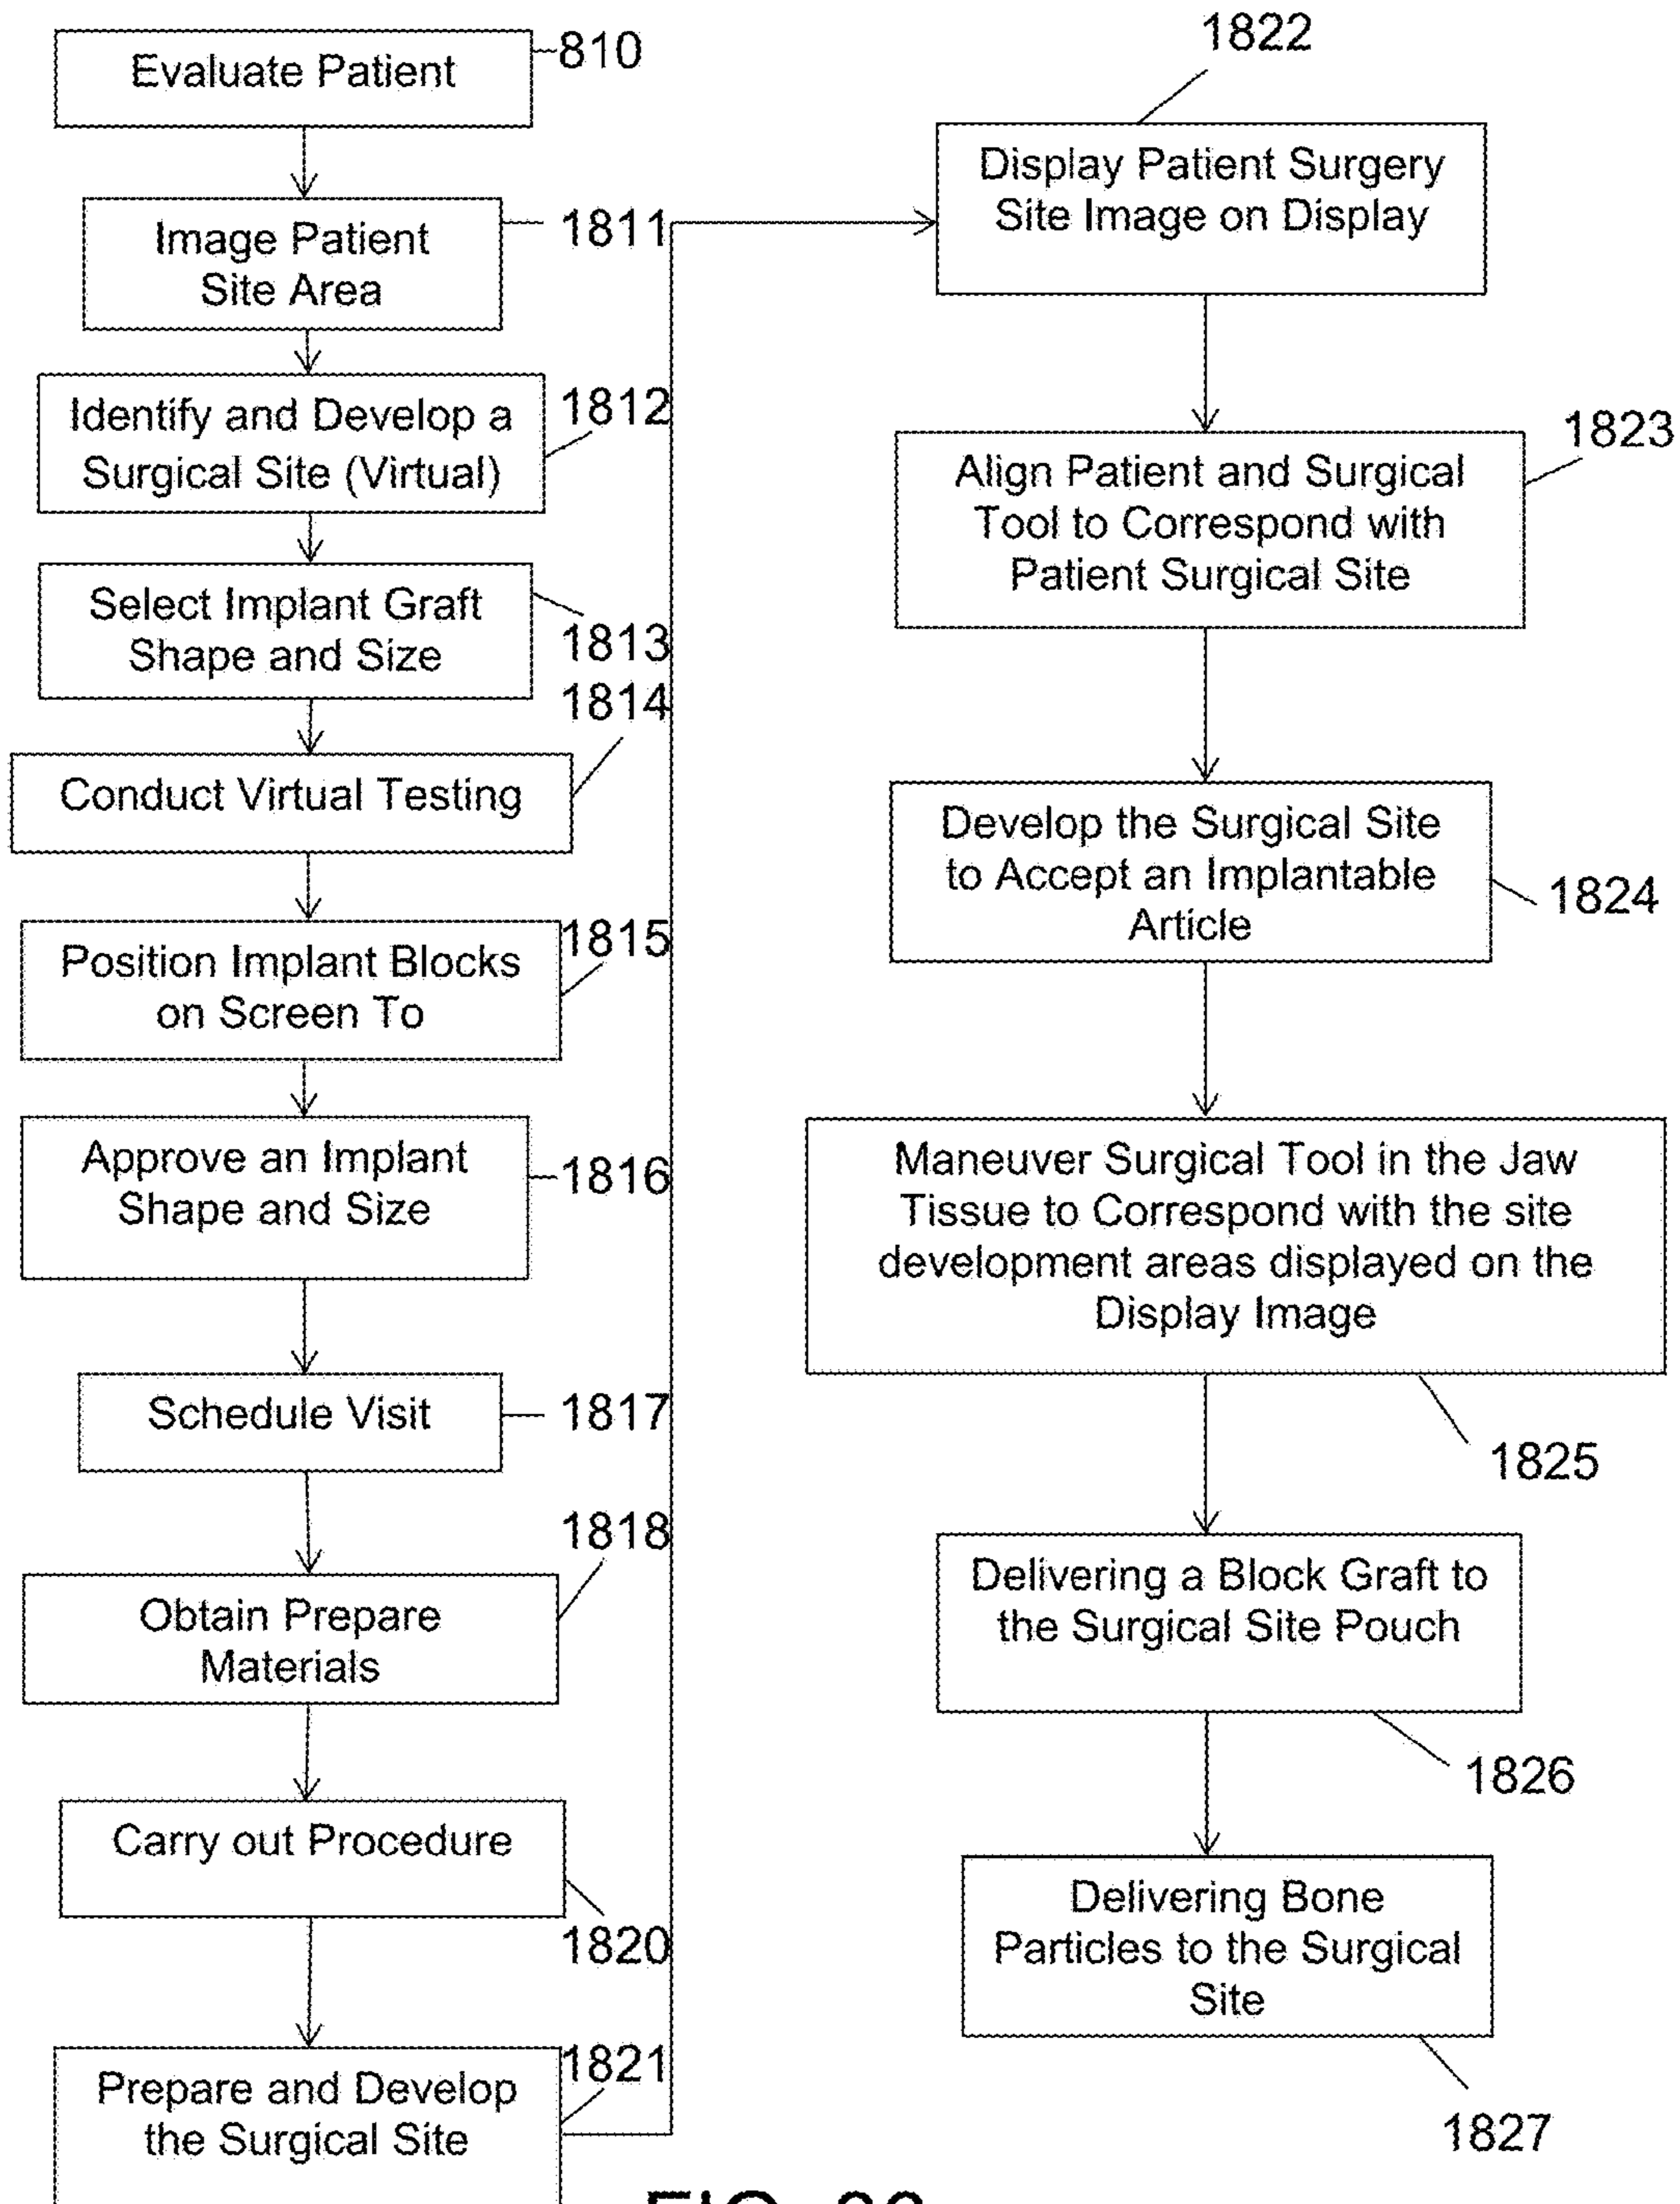 Evaluate Patient
810
Image Patient
Site Area
1811
Identify and Develop a
Surgical Site (Virtual)
1812
Select Implant Graft
Shape and Size
1813
1814
Conduct Virtual Testing
Position Implant Blocks
on Screen To
1815
Approve an Implant
Shape and Size
1816
Schedule Visit
1817
1818
Obtain Prepare
Materials
Carry out Procedure
1820
Prepare and Develop
the Surgical Site
1821
1822
Display Patient Surgery
Site Image on Display
1823
Align Patient and Surgical
Tool to Correspond with
Patient Surgical Site
Develop the Surgical Site
to Accept an Implantable
Article
1824
Maneuver Surgical Tool in the Jaw
Tissue to Correspond with the site
development areas displayed on the
Display Image
1825
Delivering a Block Graft to
the Surgical Site Pouch
1826
Delivering Bone
Particles to the Surgical
Site
1827
FIG.